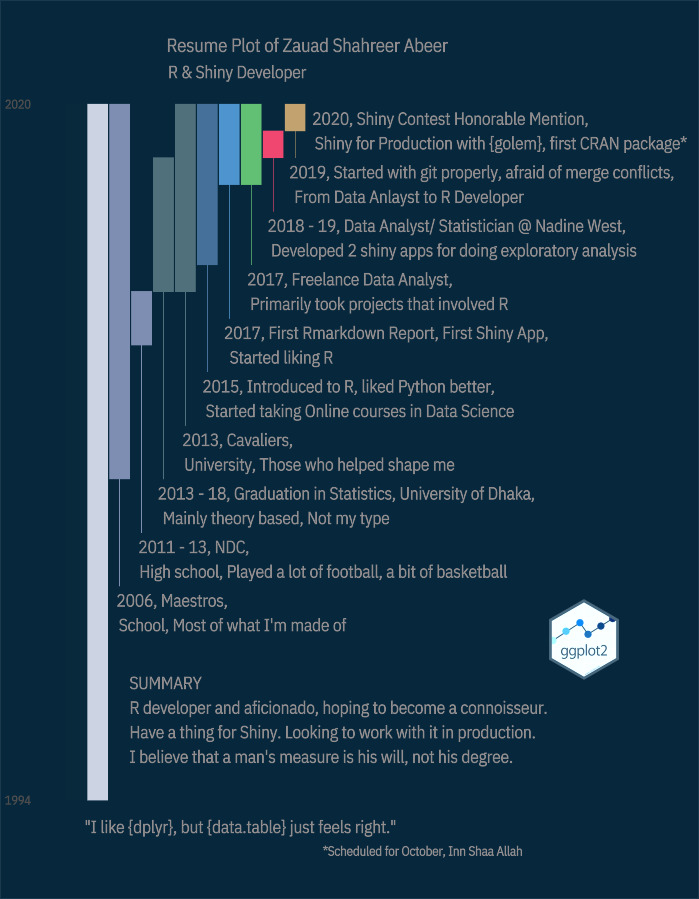 Resume Plot of Zauad Shahreer Abeer
R & Shiny Developer
2020
2020, Shiny Contest Honorable Mention,
Shiny for Production with {golem}, first CRAN package*
2019, Started with git properly, afraid of merge conflicts,
From Data Anlayst to R Developer
2018 - 19, Data Analyst/ Statistician @ Nadine West,
Developed 2 shiny apps for doing exploratory analysis
2017, Freelance Data Analyst,
Primarily took projects that involved R
2017, First Rmarkdown Report, First Shiny App,
Started liking R
2015, Introduced to R, liked Python better,
Started taking Online courses in Data Science
2013, Cavaliers,
University, Those who helped shape me
2013 - 18, Graduation in Statistics, University of Dhaka,
Mainly theory based, Not my type
2011 - 13, NDC,
High school, Played a lot of football, a bit of basketball
2006, Maestros,
School, Most of what I'm made of
ggplot2
SUMMARY
R developer and aficionado, hoping to become a connoisseur.
Have a thing for Shiny. Looking to work with it in production.
I believe that a man's measure is his will, not his degree.
1994
"I like {dplyr}, but {data.table} just feels right."
*Scheduled for October, Inn Shaa Allah